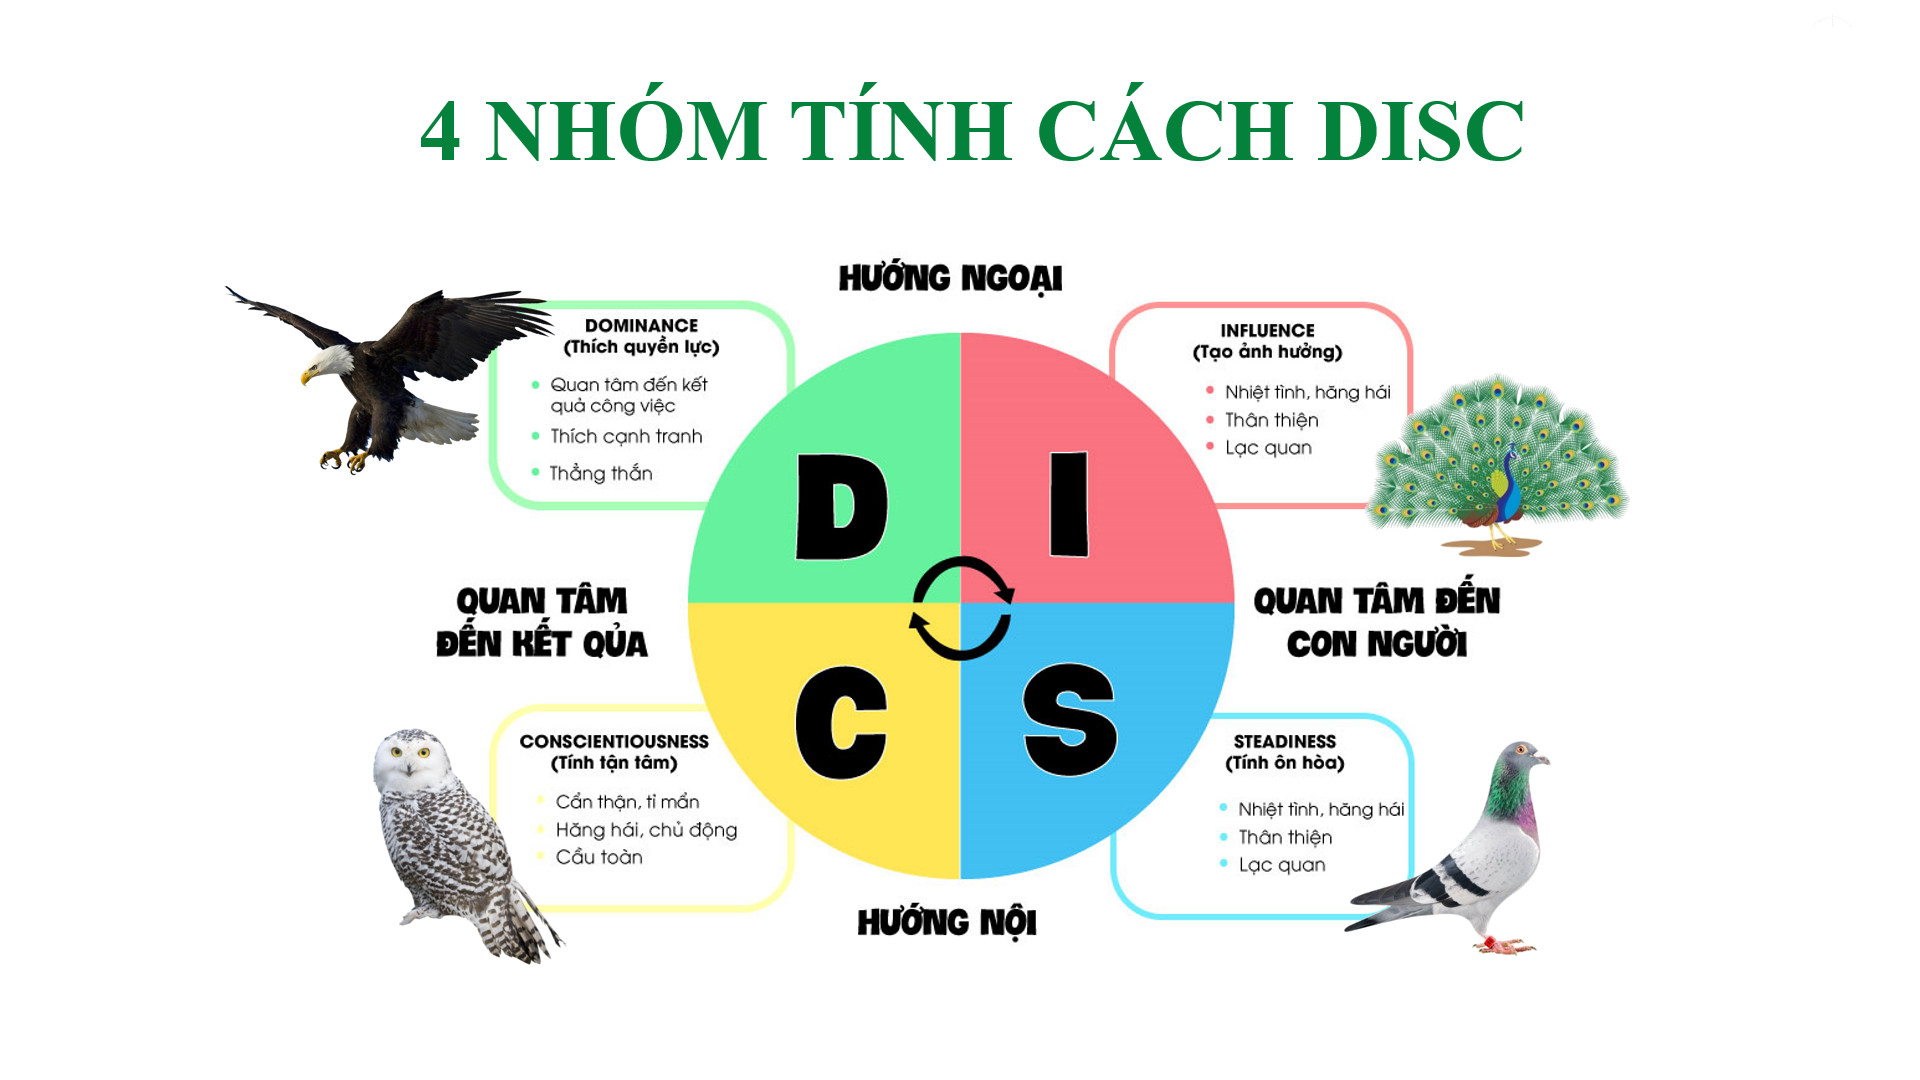 4 NHÓM TÍNH CÁCH DISC
HƯỚNG NGOẠI
DOMINANCE
(Thích quyền lực)
Quan tâm đến kết
quả công việc
Thích cạnh tranh
Thẳng thắn
INFLUENCE
(Tạo ảnh hưởng)
Nhiệt tình, hăng hái
Thân thiện
Lạc quan
D
I
QUAN TÂM
ĐẾN KẾT QỦA
QUAN TÂM ĐẾN
CON NGƯỜI
C
S
CONSCIENTIOUSNESS
(Tính tận tâm)
Cẩn thận, tỉ mẩn
Hăng hái, chủ động
Cầu toàn
STEADINESS
(Tính ôn hòa)
Nhiệt tình, hăng hái
Thân thiện
Lạc quan
HƯỚNG NỘI